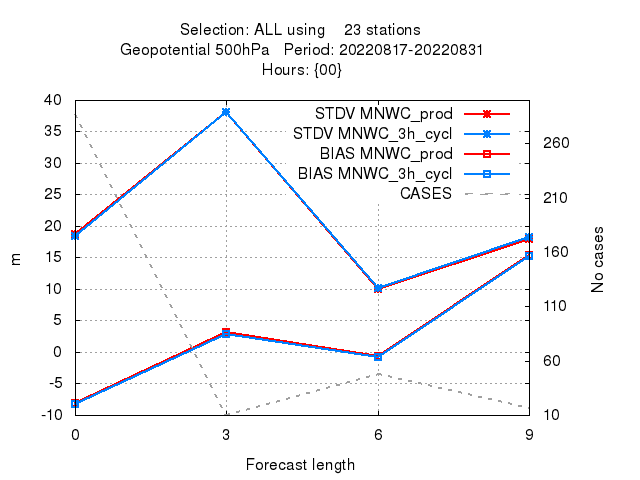 Selection: ALL using 23 stations
Geopotential 500hPa Period: 20220817-20220831
Hours: {00}
40
35
30
25
20
15
10
5
0
-5
-10
m
STDV MNWC_prod
STDV MNWC_3h_cycl
BIAS MNWC_prod
BIAS MNWC_3h_cycl
CASES
260
210
160
110
60
10
No cases
0 3 6 9
Forecast length